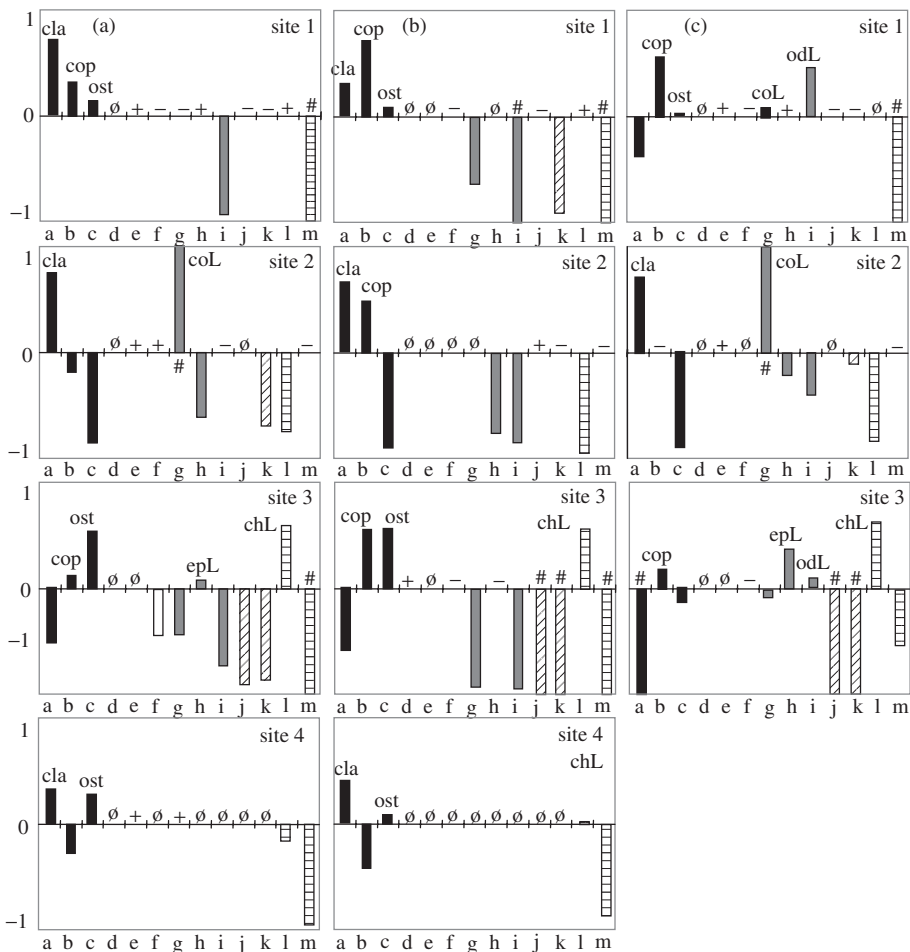 1
(a)
site 1
cla
cop
ost
ø + – – + – – + #
0
–1
a b c d e f g h i j k l m
(b)
site 1
cop
cla
ost
ø ø – ø # – + #
a b c d e f g h i j k l m
(c)
site 1
cop
odL
ost
coL
ø + – + – – ø #
a b c d e f g h i j k l m
1
site 2
cla
coL
ø + + – ø –
0
#
–1
a b c d e f g h i j k l m
site 2
cla
cop
ø ø ø ø + – –
a b c d e f g h i j k l m
site 2
cla
coL
– ø + ø ø –
#
a b c d e f g h i j k l m
1
site 3
ost
chL
cop
epL
ø ø #
0
–1
a b c d e f g h i j k l m
site 3
cop
ost
chL
+ ø – – # # #
a b c d e f g h i j k l m
site 3
chL
epL
cop
odL
# ø ø – # #
a b c d e f g h i j k l m
1
site 4
cla
ost
ø + ø + ø ø ø ø
0
–1
a b c d e f g h i j k l m
site 4
chL
cla
ost
ø ø ø ø ø ø ø ø
a b c d e f g h i j k l m